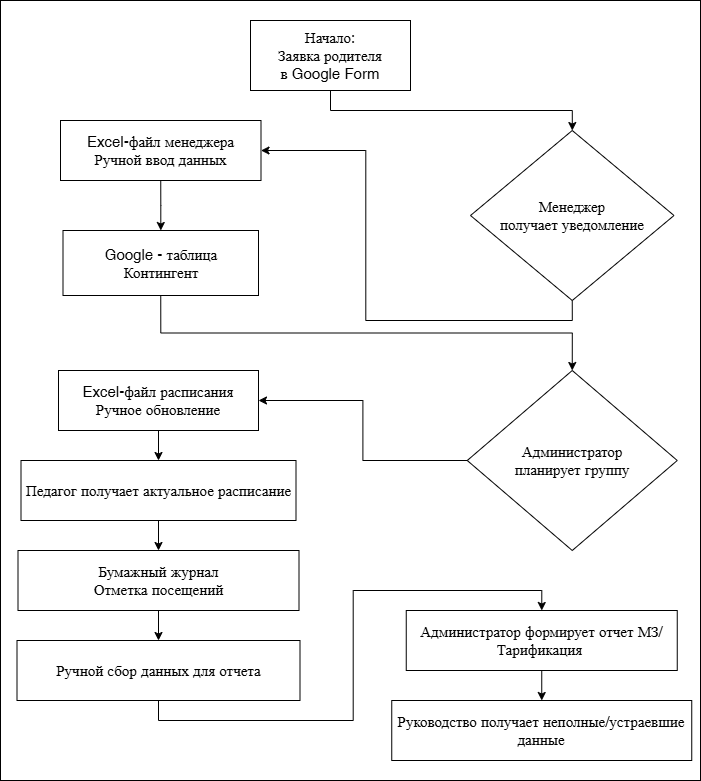 Начало:
Заявка родителя
в Google Form
Менеджер
получает уведомление
Excel-файл менеджера
Ручной ввод данных
Google - таблица
Контингент
Администратор
планирует группу
Excel-файл расписания
Ручное обновление
Педагог получает актуальное расписание
Бумажный журнал
Отметка посещений
Ручной сбор данных для отчета
Администратор формирует отчет МЗ/
Тарификация
Руководство получает неполные/устраевшие
данные